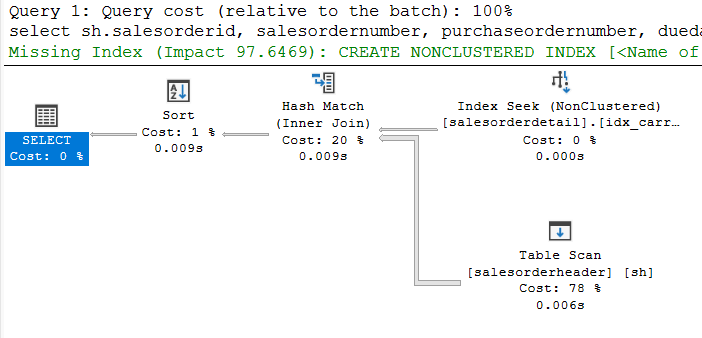 Query 1: Query cost (relative to the batch): 100%
select sh.salesorderid, salesordernumber, purchaseordernumber, dueda
Missing Index (Impact 97.6469): CREATE NONCLUSTERED INDEX [<Name of
SELECT
Cost: 0 %
Sort
Cost: 1 %
0.009s
Hash Match
(Inner Join)
Cost: 20 %
0.009s
Index Seek (NonClustered)
[salesorderdetail].[idx_carr…
Cost: 0 %
0.000s
Table Scan
[salesorderheader] [sh]
Cost: 78 %
0.006s